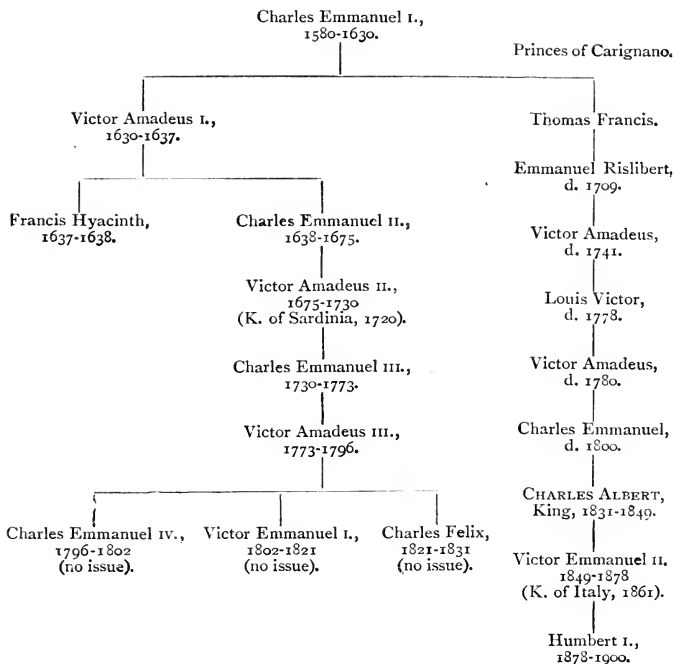 Charles Emmanuel I.,
1580-1630.
Princes of Carignano.
Victor Amadeus I.,
1630-1637.
Thomas Francis.
Emmanuel Rislibert,
d. 1709.
Francis Hyacinth,
1637-1638.
Charles Emmanuel II.,
1638-1675.
Victor Amadeus,
d. 1741.
Victor Amadeus II.,
1675-1730
(K. of Sardinia, 1720).
Louis Victor,
d. 1778.
Charles Emmanuel III.,
1730-1773.
Victor Amadeus,
d. 1780.
Victor Amadeus III.,
1773-1796.
Charles Emmanuel,
d. 1800.
CHARLES ALBERT,
King, 1831-1849.
Charles Emmanuel IV.,
1796-1802
(no issue).
Victor Emmanuel I.,
1802-1821
(no issue).
Charles Felix,
1821-1831
(no issue).
Victor Emmanuel II.
1849-1878
(K. of Italy, 1861).
Humbert I.,
1878-1900.